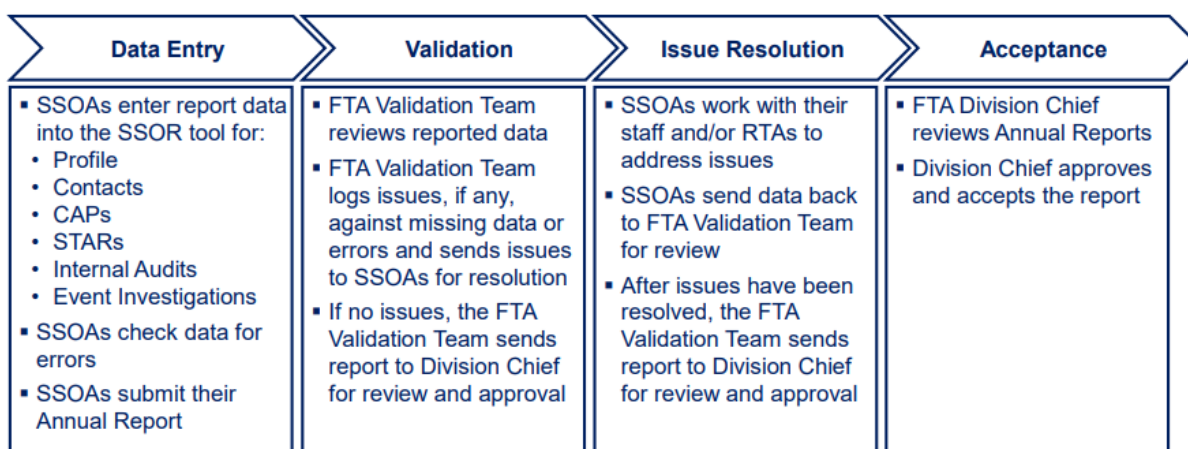 Data Entry
▪ SSOAs enter report data
into the SSOR tool for:
• Profile
• Contacts
• CAPs
• STARs
• Internal Audits
• Event Investigations
▪ SSOAs check data for
errors
▪ SSOAs submit their
Annual Report
Validation
▪ FTA Validation Team
reviews reported data
▪ FTA Validation Team
logs issues, if any,
against missing data or
errors and sends issues
to SSOAs for resolution
▪ If no issues, the FTA
Validation Team sends
report to Division Chief
for review and approval
Issue Resolution
▪ SSOAs work with their
staff and/or RTAs to
address issues
▪ SSOAs send data back
to FTA Validation Team
for review
▪ After issues have been
resolved, the FTA
Validation Team sends
report to Division Chief
for review and approval
Acceptance
▪ FTA Division Chief
reviews Annual Reports
▪ Division Chief approves
and accepts the report